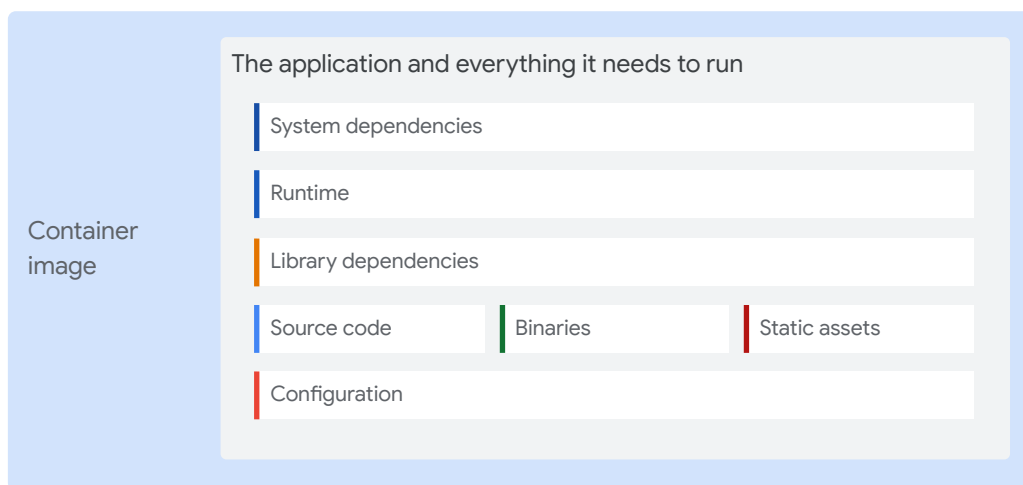 The application and everything it needs to run
System dependencies
Runtime
Container
image
Library dependencies
Source code
Binaries
Static assets
Configuration